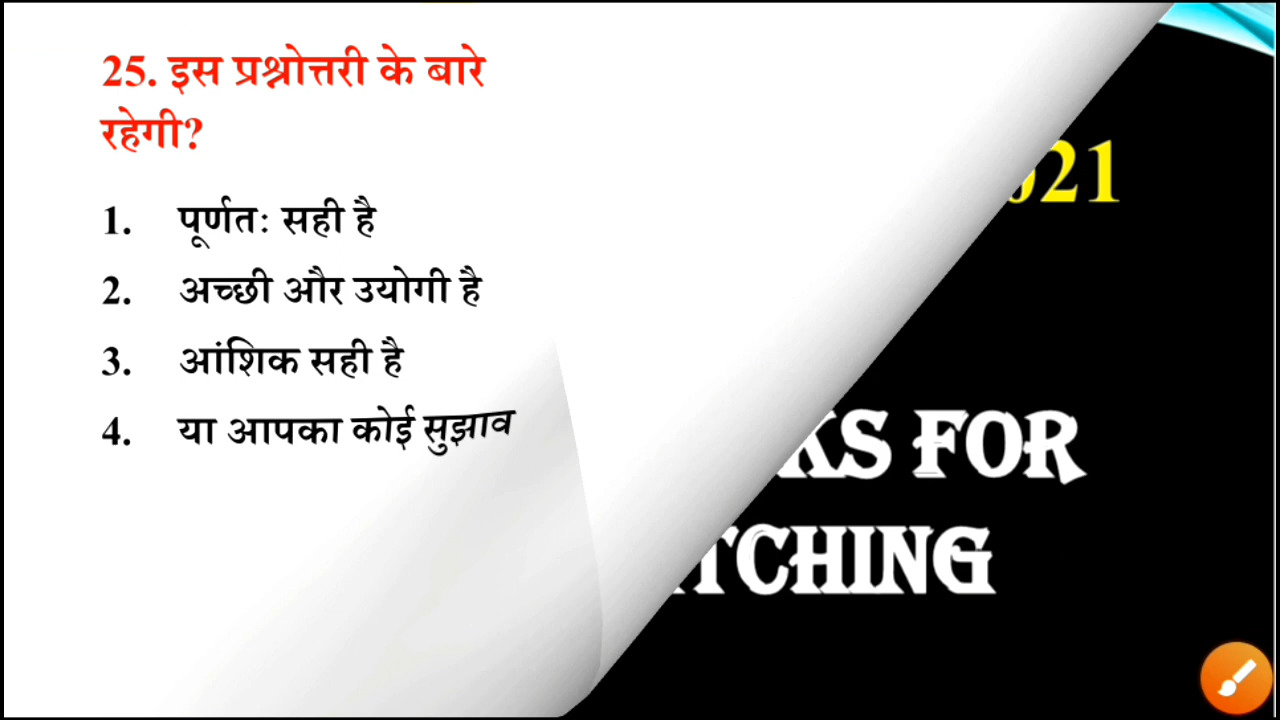 25. इस प्रश्नोत्तरी के बारे
रहेगी?
1. पूर्णतः सही है
2. अच्छी और उयोगी है
3. आंशिक सही है
4. या आपका कोई सुझाव
021
KS FOR
TCHING